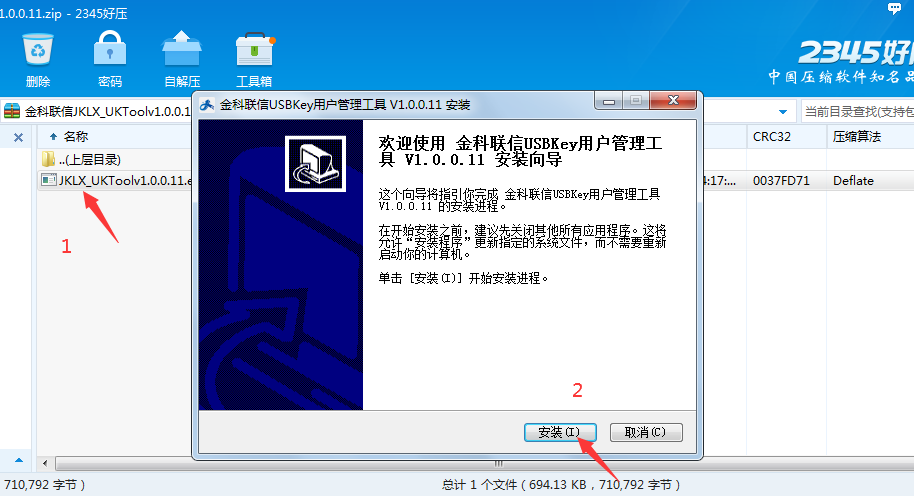 1.0.0.11.zip - 2345好压
删除
密码
自解压
工具箱
2345好
中国压缩软件知名品
金科联信JKLX_UKToolv1.0.0.1
当前目录查找(支持包
名称
CRC32
压缩算法
..(上层目录)
JKLX_UKToolv1.0.0.11.e
4:17:...
0037FD71
Deflate
1
金科联信USBKey用户管理工具 V1.0.0.11 安装
欢迎使用 金科联信USBKey用户管理工
具 V1.0.0.11 安装向导
这个向导将指引你完成 金科联信USBKey用户管理工具
V1.0.0.11 的安装进程。
在开始安装之前，建议先关闭其他所有应用程序。这将
允许“安装程序”更新指定的系统文件，而不需要重新
启动你的计算机。
单击 [安装(I)] 开始安装进程。
2
安装(I)
取消(C)
710,792 字节)
总计 1 个文件 ( 694.13 KB，710,792 字节 )